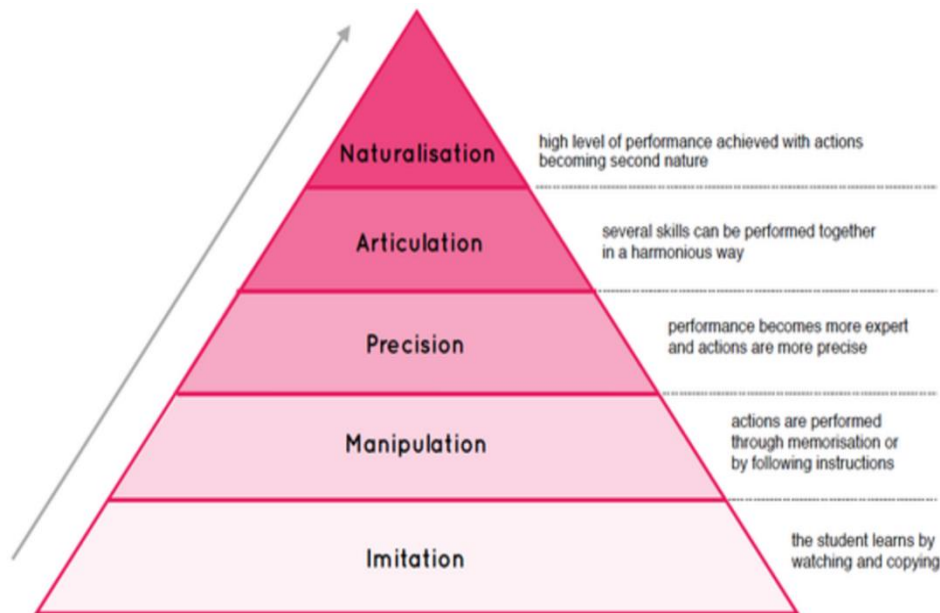 Naturalisation
high level of performance achieved with actions
becoming second nature
Articulation
several skills can be performed together
in a harmonious way
Precision
performance becomes more expert
and actions are more precise
Manipulation
actions are performed
through memorisation or
by following instructions
Imitation
the student learns by
watching and copying